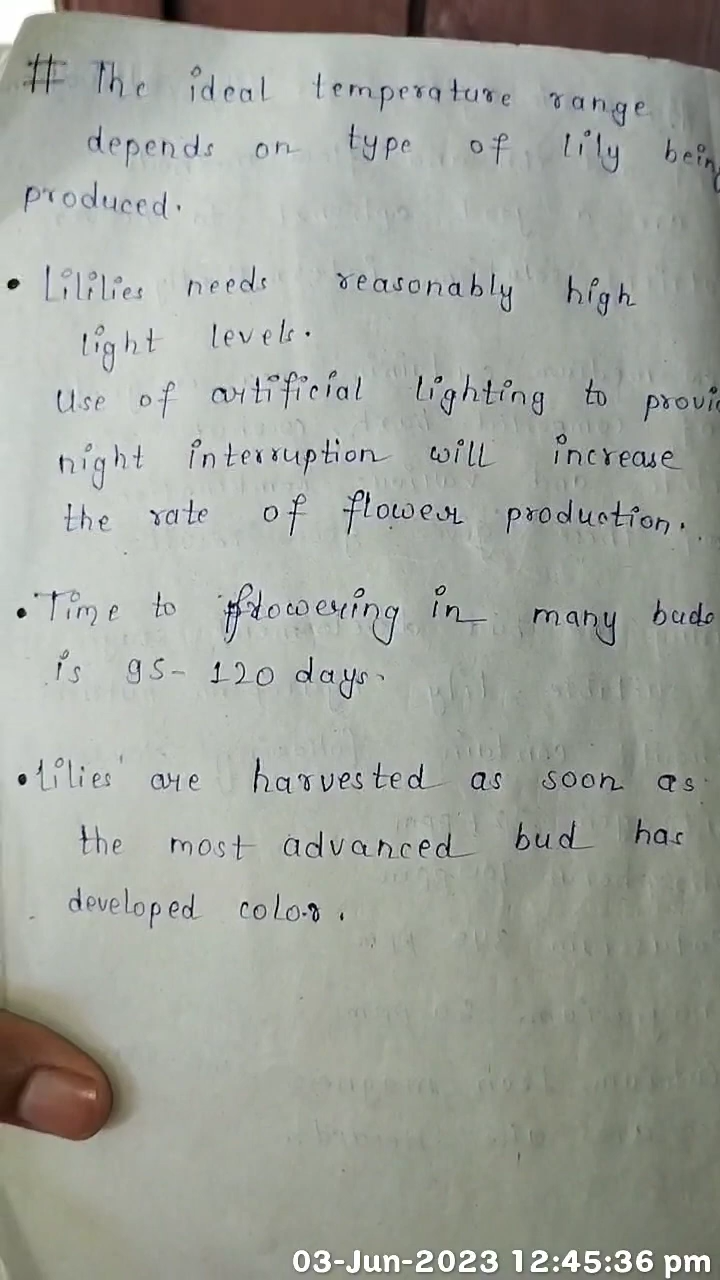 # The ideal temperature range
depends on type of lily bein
produced.
• Lililies needs reasonably high
light levels.
Use of artificial lighting to provi
night interruption will increase
the rate of flower production.
• Time to flowering in many buds
is 95- 120 days.
• Lilies are harvested as soon as
the most advanced bud has
developed color.
03-Jun-2023 12:45:36 pm